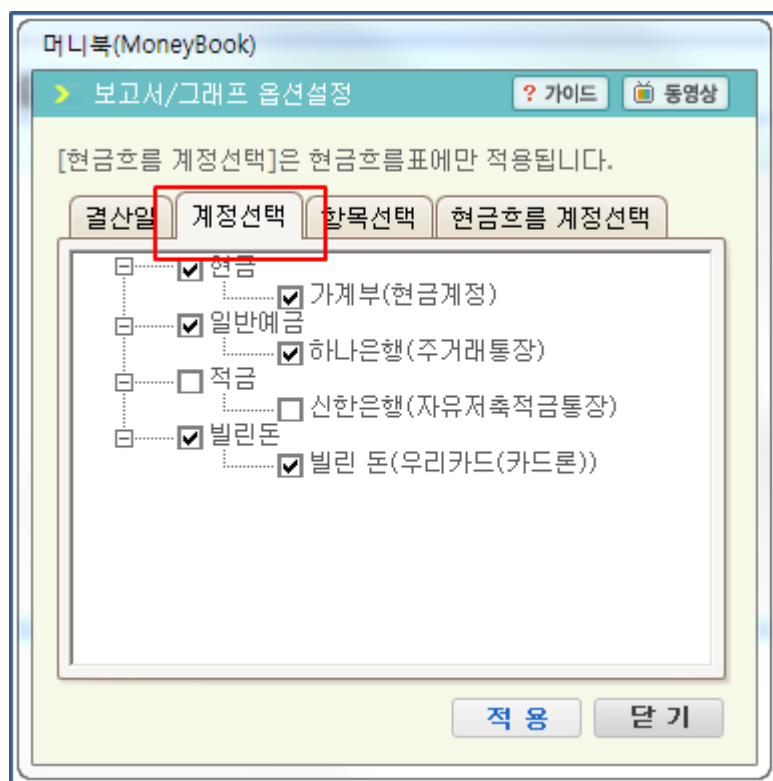 머니북(MoneyBook)
보고서/그래프 옵션설정 ? 가이드 동영상
[현금흐름 계정선택]은 현금흐름표에만 적용됩니다.
결산일 계정선택 항목선택 현금흐름 계정선택
현금
가계부(현금계정)
일반예금
하나은행(주거래통장)
적금
신한은행(자유저축적금통장)
빌린돈
빌린 돈(우리카드(카드론))
적 용 닫 기